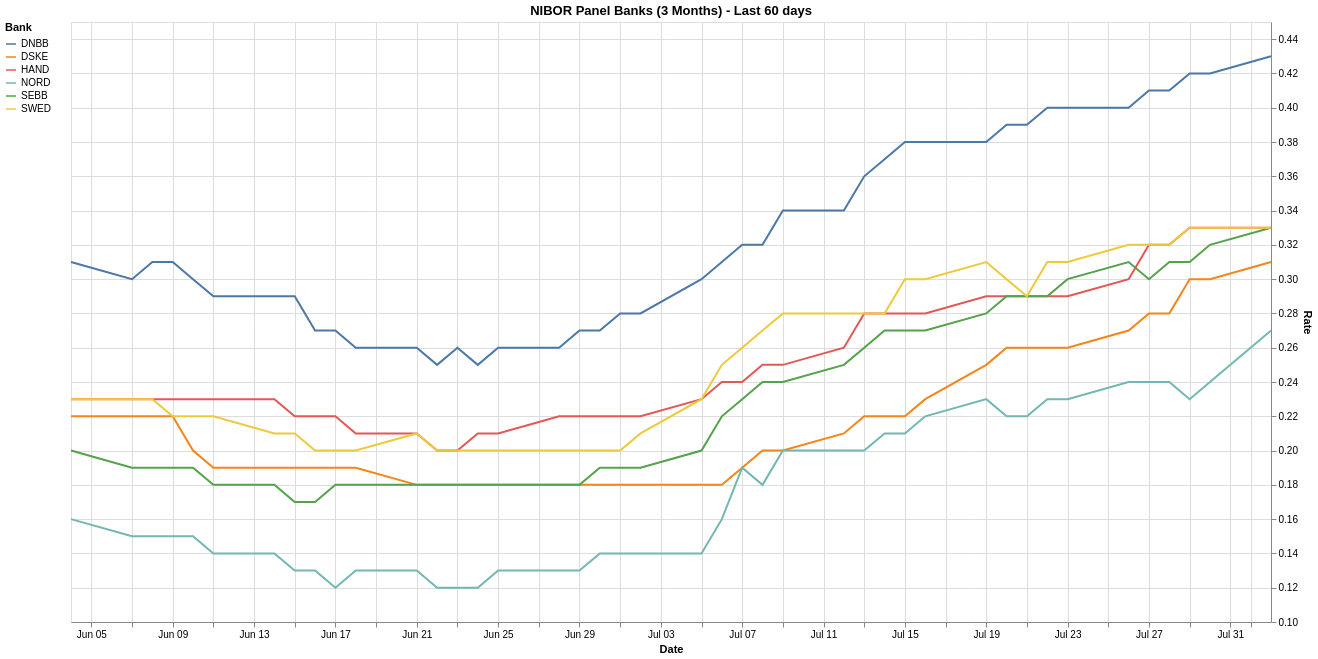 NIBOR Panel Banks (3 Months) - Last 60 days
Bank
DNBB
DSKE
HAND
NORD
SEBB
SWED
0.44
0.42
0.40
0.38
0.36
0.34
0.32
0.30
0.28
0.26
0.24
0.22
0.20
0.18
0.16
0.14
0.12
0.10
Rate
Jun 05 Jun 09 Jun 13 Jun 17 Jun 21 Jun 25 Jun 29 Jul 03 Jul 07 Jul 11 Jul 15 Jul 19 Jul 23 Jul 27 Jul 31
Date